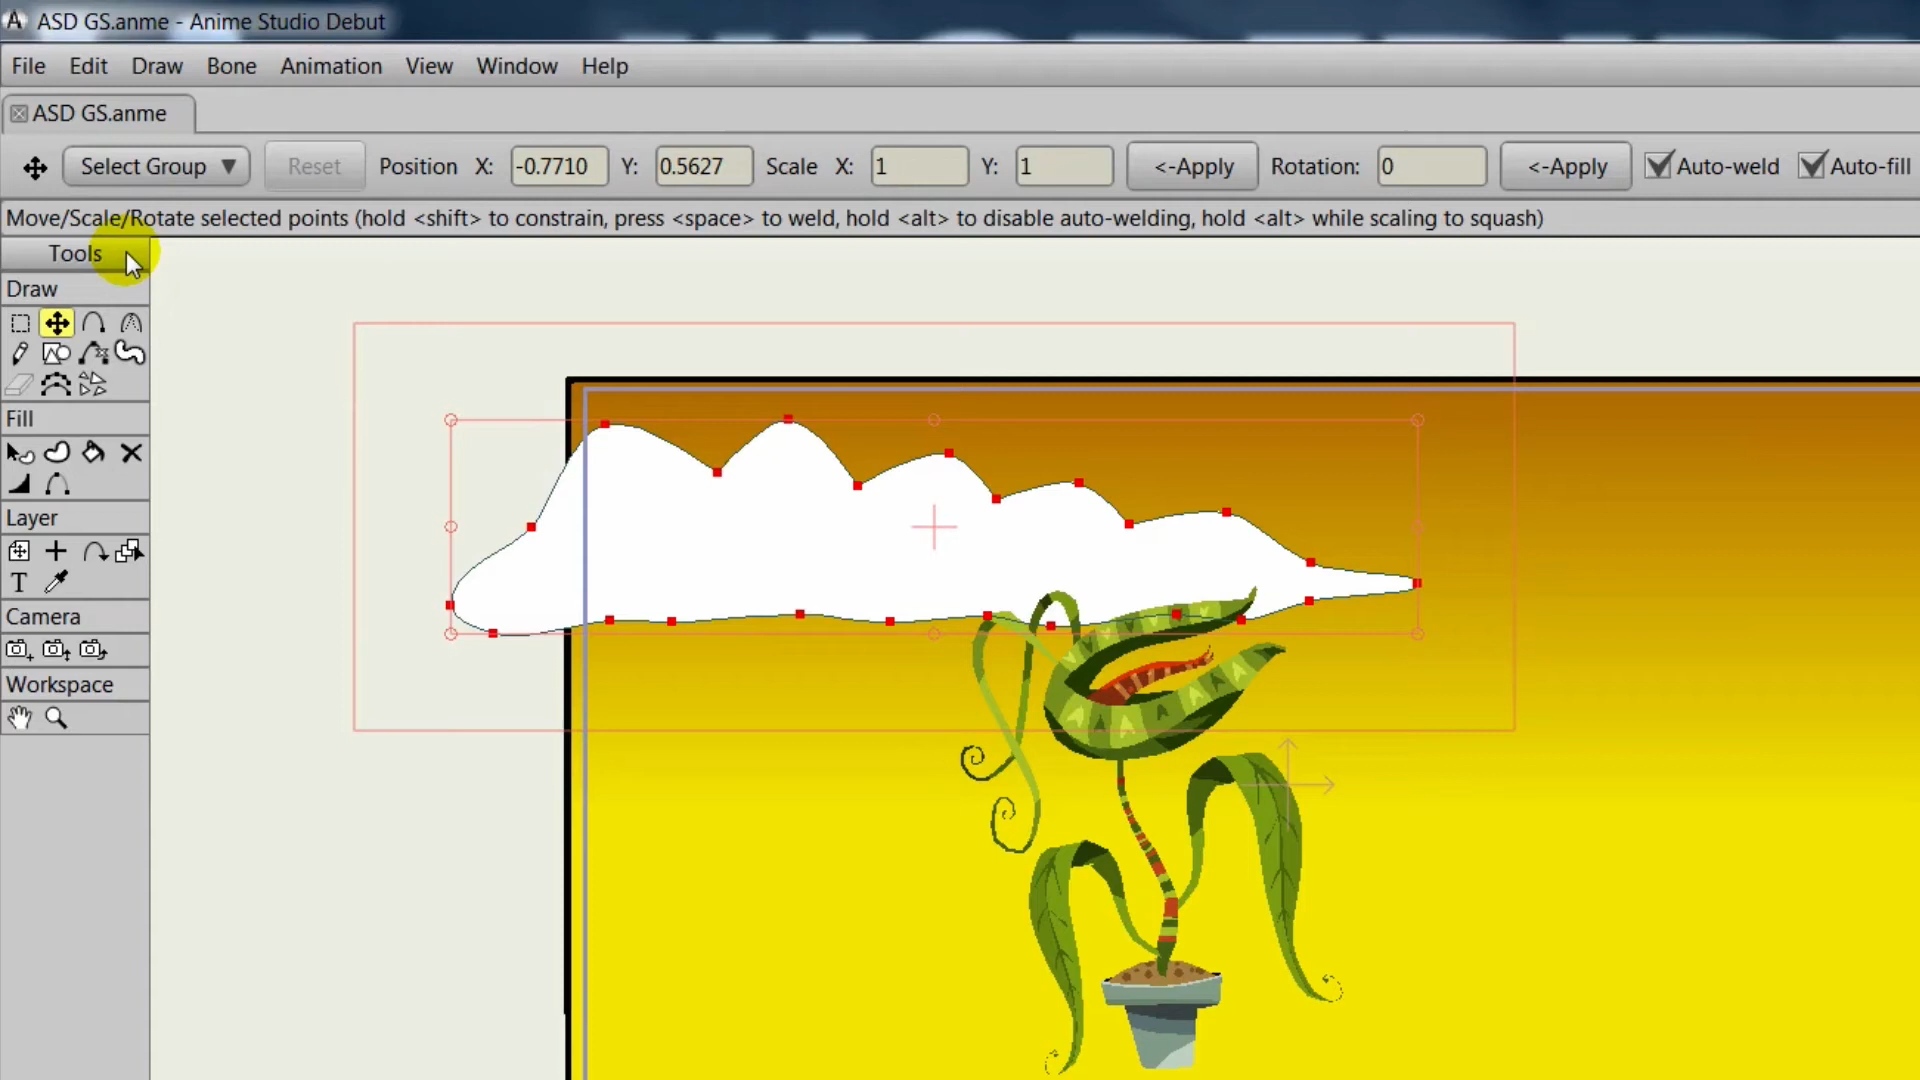 ASD GS.anme - Anime Studio Debut
File Edit Draw Bone Animation View Window Help
ASD GS.anme
Select Group Reset Position X: -0.7710 Y: 0.5627 Scale X: 1 Y: 1 <-Apply Rotation: 0 <-Apply Auto-weld Auto-fill
Move/Scale/Rotate selected points (hold <shift> to constrain, press <space> to weld, hold <alt> to disable auto-welding, hold <alt> while scaling to squash)
Tools
Draw
Fill
Layer
T
Camera
Workspace